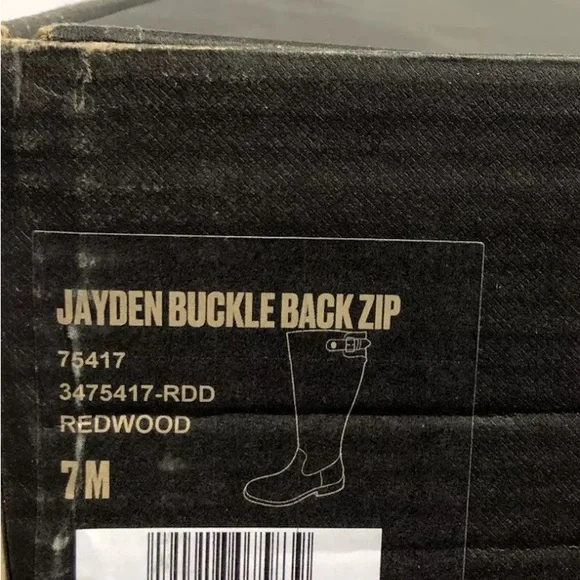 JAYDEN BUCKLE BACK ZIP
75417
3475417-RDD
REDWOOD
7 M